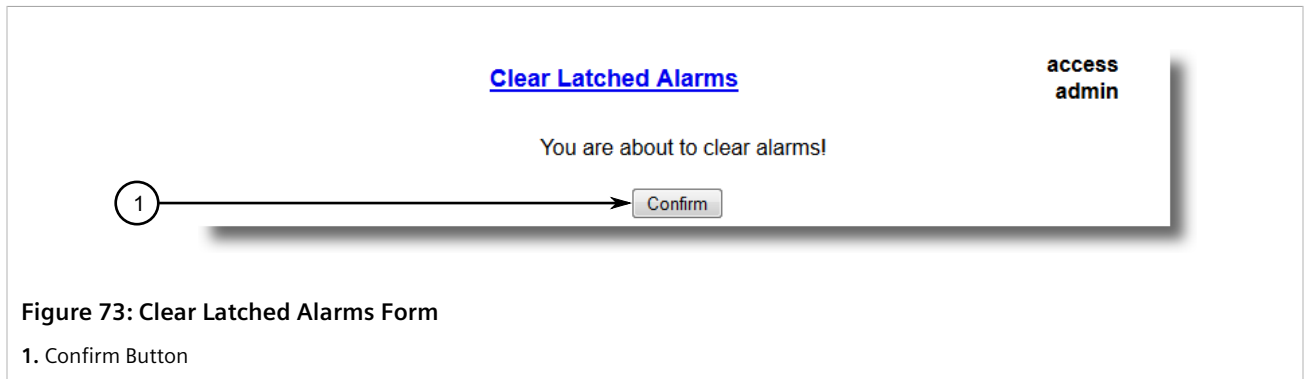 Clear Latched Alarms
access
admin
You are about to clear alarms!
1
Confirm
Figure 73: Clear Latched Alarms Form
1. Confirm Button